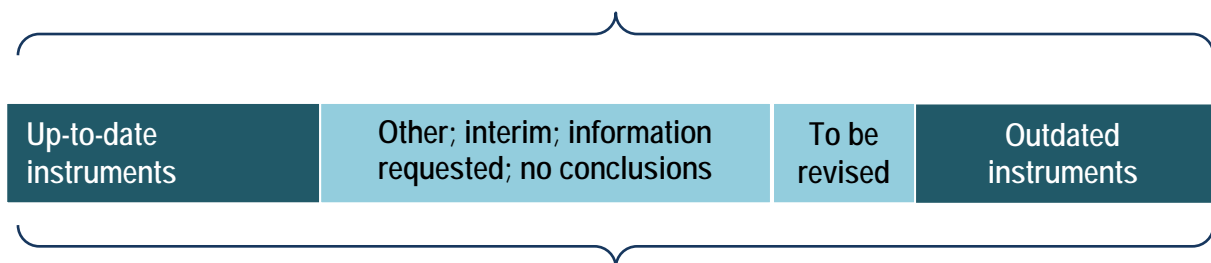 Up-to-date
instruments
Other; interim; information
requested; no conclusions
To be
revised
Outdated
instruments